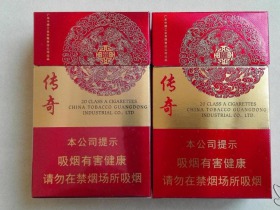 传奇
20 CLASS A CIGARETTES
CHINA TOBACCO GUANGDONG
INDUSTRIAL CO., LTD
本公司提示
吸烟有害健康
请勿在禁烟场所吸烟
传奇
20 CLASS A CIGARETTES
CHINA TOBACCO GUANGDONG
INDUSTRIAL CO., LTD
本公司提示
吸烟有害健康
请勿在禁烟场所吸烟